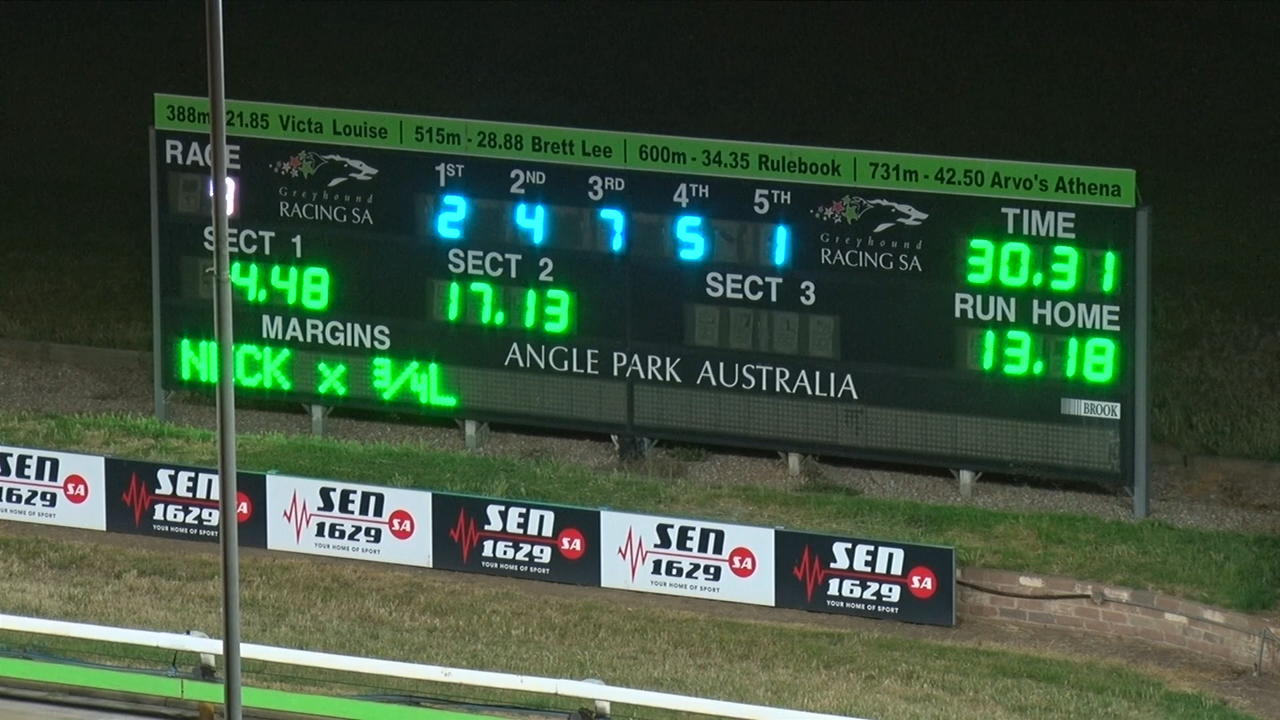 388m 21.85 Victa Louise | 515m - 28.88 Brett Lee | 600m - 34.35 Rulebook | 731m - 42.50 Arvo's Athena
RACE
Greyhound
RACING SA
1ST 2ND 3RD 4TH 5TH
2 4 7 5 1
Greyhound
RACING SA
TIME
30.31
SECT 1
4.48
SECT 2
17.13
SECT 3
RUN HOME
13.18
MARGINS
NECK x 3/4L
ANGLE PARK AUSTRALIA
BROOK
SEN
1629 SA
YOUR HOME OF SPORT
SEN
1629
YOUR HOME OF SPORT
SEN
1629 SA
YOUR HOME OF SPORT
SEN
1629 SA
YOUR HOME OF SPORT
SEN
1629 SA
YOUR HOME OF SPORT
SEN
1629 SA
YOUR HOME OF SPORT